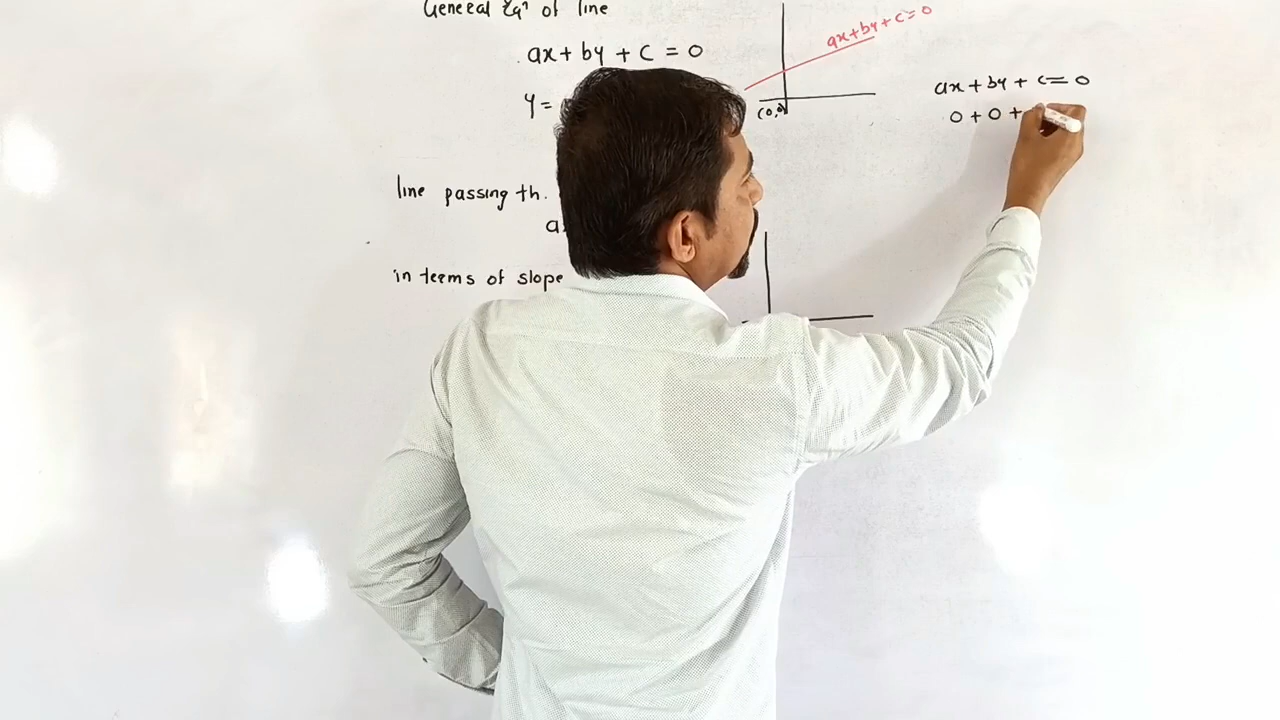 General Eqⁿ of line
ax + by + c = 0
y =
line passing th.
in terms of slope
ax+by+c=0
(0,0)
ax + by + c = 0
0 + 0 +